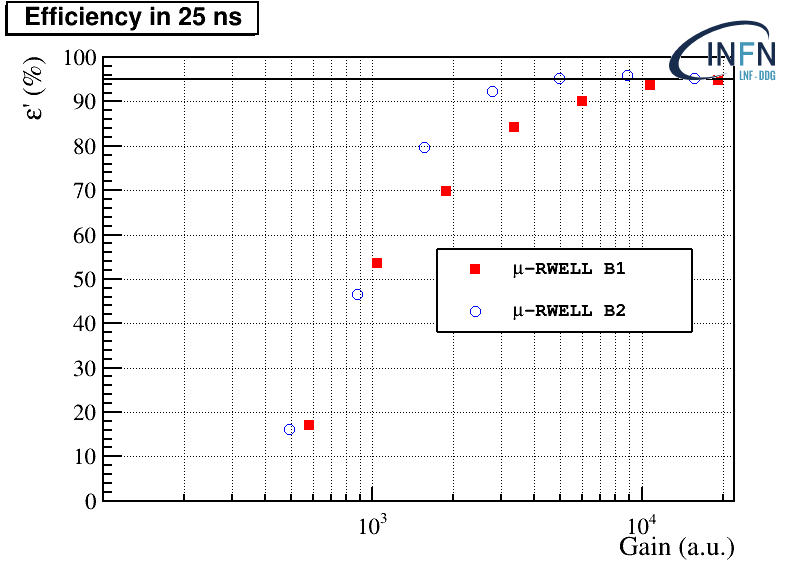 Efficiency in 25 ns
INFN
LNF-DDG
ε' (%)
100
90
80
70
60
50
40
30
20
10
0
μ-RWELL B1
μ-RWELL B2
10³
10⁴
Gain (a.u.)